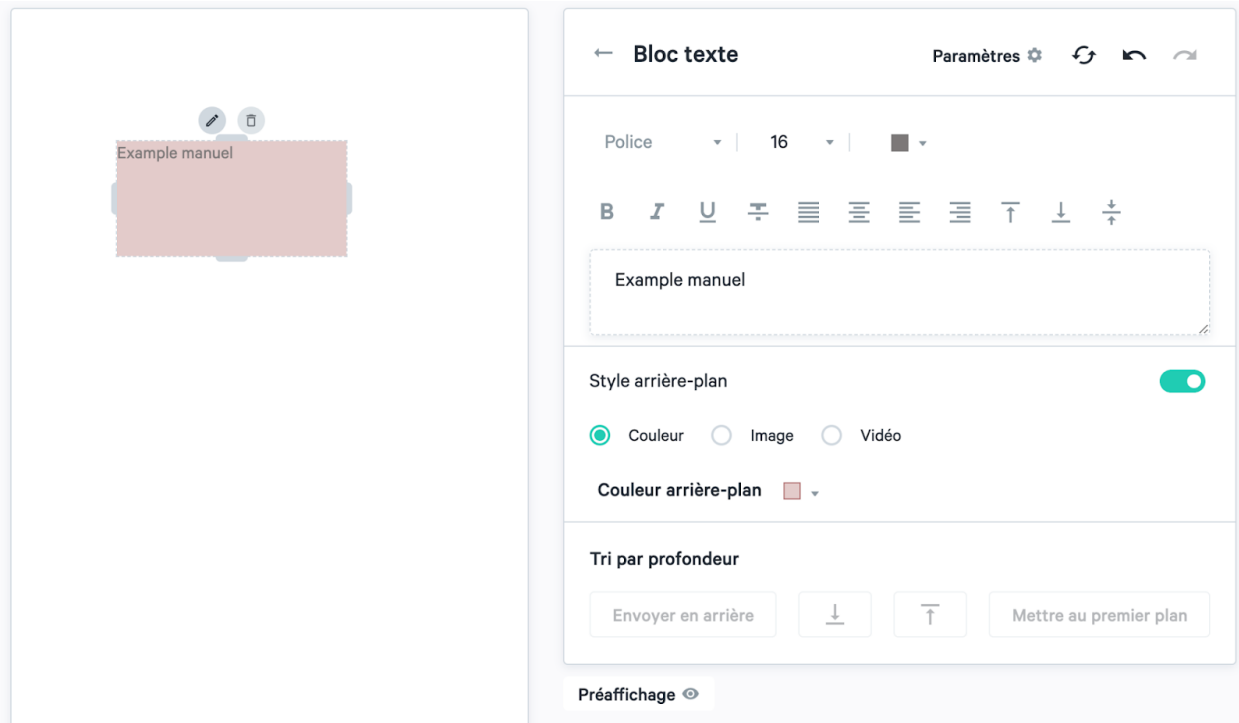 Example manuel
Bloc texte
Paramètres
Police
16
B I U
Example manuel
Style arrière-plan
Couleur Image Vidéo
Couleur arrière-plan
Tri par profondeur
Envoyer en arrière Mettre au premier plan
Préaffichage